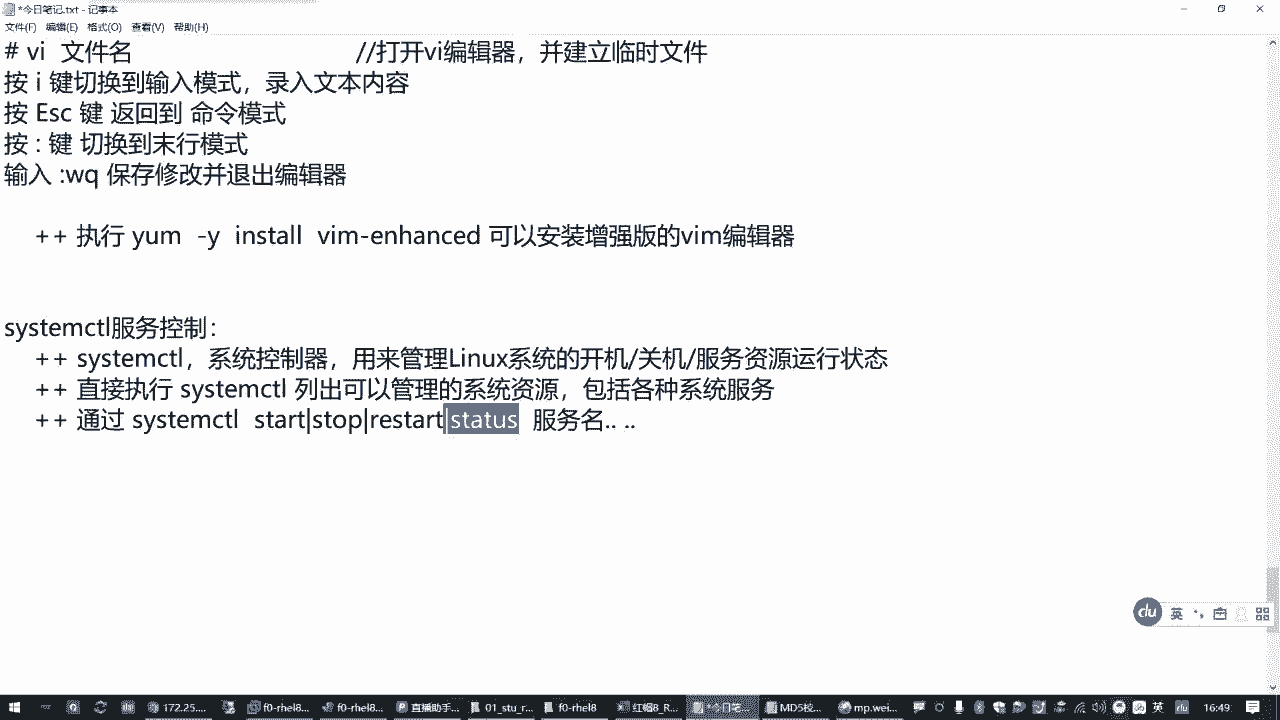 *今日笔记.txt - 记事本
文件(F) 编辑(E) 格式(O) 查看(V) 帮助(H)
# vi 文件名 //打开vi编辑器，并建立临时文件
按 i 键切换到输入模式，录入文本内容
按 Esc 键 返回到 命令模式
按 : 键 切换到末行模式
输入 :wq 保存修改并退出编辑器
++ 执行 yum -y install vim-enhanced 可以安装增强版的vim编辑器
systemctl服务控制：
++ systemctl，系统控制器，用来管理Linux系统的开机/关机/服务资源运行状态
++ 直接执行 systemctl 列出可以管理的系统资源，包括各种系统服务
++ 通过 systemctl start|stop|restart|status 服务名.. ..
du 英
172.25.... f0-rhel8... f0-rhel8... 直播助手... 01_stu_r... f0-rhel8 红帽8_R... *今日笔... MD5校... mp.wei... 英 du 16:49